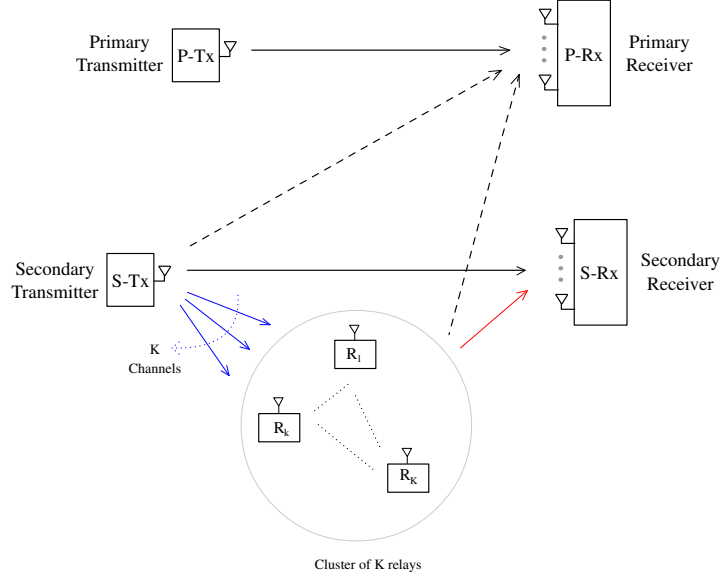 Primary
Transmitter
P-Tx
P-Rx
Primary
Receiver
Secondary
Transmitter
S-Tx
S-Rx
Secondary
Receiver
K
Channels
R1
Rk
RK
Cluster of K relays